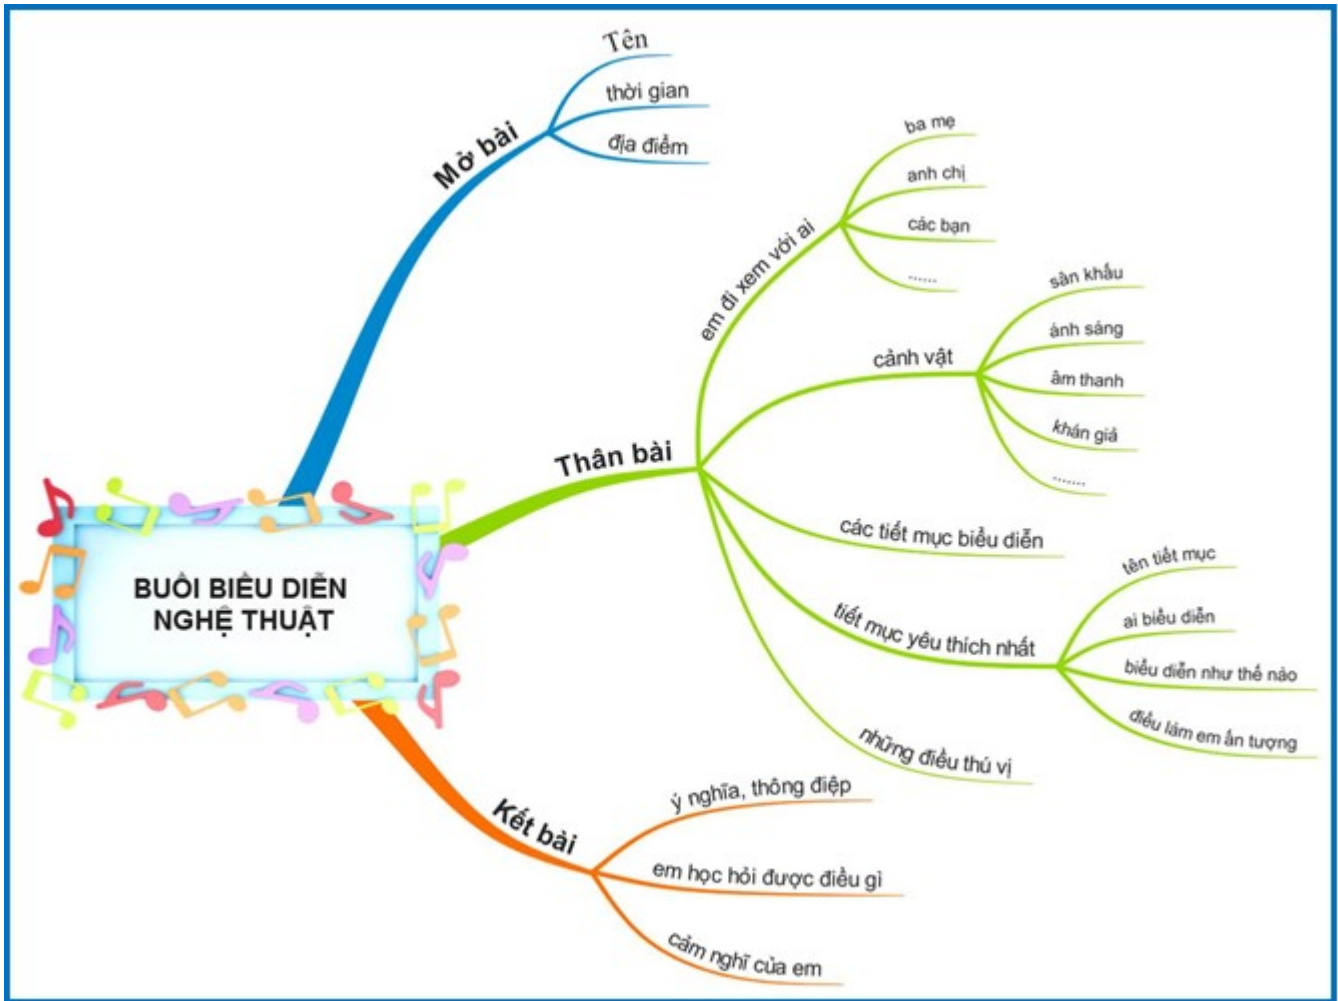 BUỔI BIỂU DIỄN
NGHỆ THUẬT
Mở bài
Tên
thời gian
địa điểm
Thân bài
em đi xem với ai
ba mẹ
anh chị
các bạn
......
cảnh vật
sân khấu
ánh sáng
âm thanh
khán giả
.......
các tiết mục biểu diễn
tiết mục yêu thích nhất
tên tiết mục
ai biểu diễn
biểu diễn như thế nào
điều làm em ấn tượng
những điều thú vị
Kết bài
ý nghĩa, thông điệp
em học hỏi được điều gì
cảm nghĩ của em